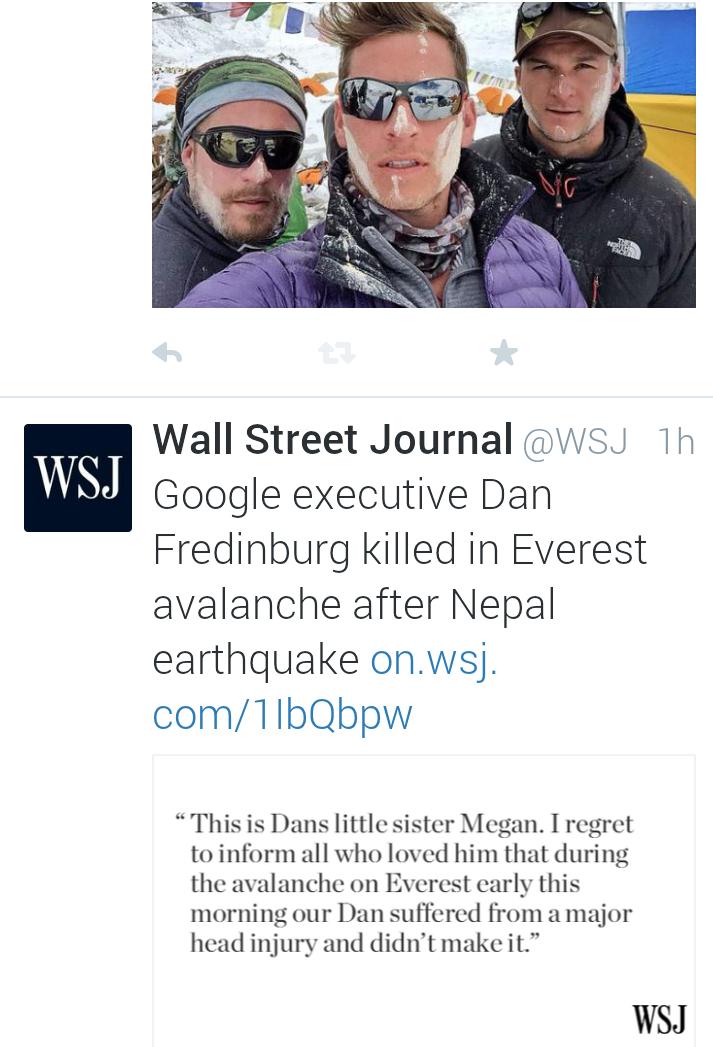 THE
NORTH
FACE
WSJ
Wall Street Journal @WSJ 1h
Google executive Dan
Fredinburg killed in Everest
avalanche after Nepal
earthquake on.wsj.
com/1IbQbpw
“ This is Dans little sister Megan. I regret
to inform all who loved him that during
the avalanche on Everest early this
morning our Dan suffered from a major
head injury and didn’t make it.”
WSJ